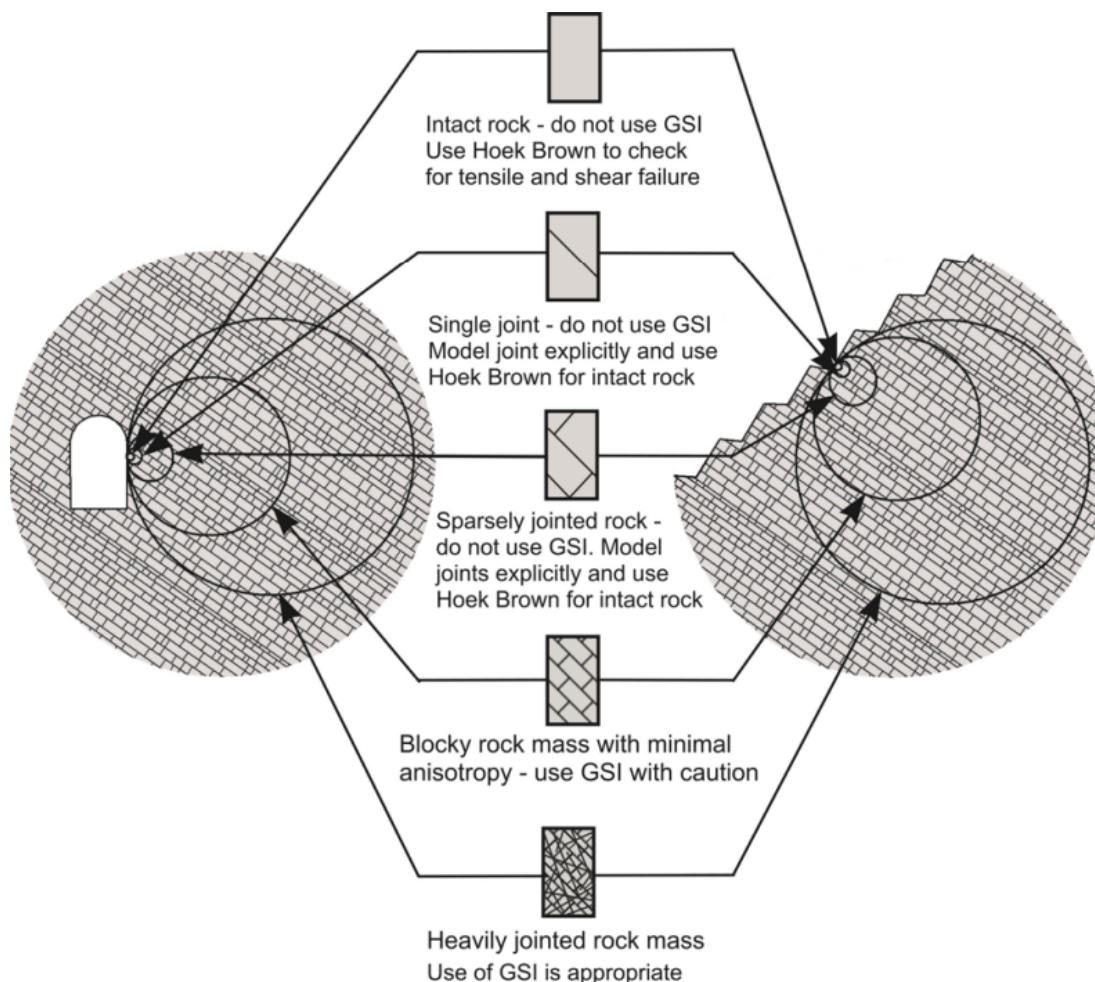 Intact rock - do not use GSI
Use Hoek Brown to check
for tensile and shear failure
Single joint - do not use GSI
Model joint explicitly and use
Hoek Brown for intact rock
Sparsely jointed rock -
do not use GSI. Model
joints explicitly and use
Hoek Brown for intact rock
Blocky rock mass with minimal
anisotropy - use GSI with caution
Heavily jointed rock mass
Use of GSI is appropriate